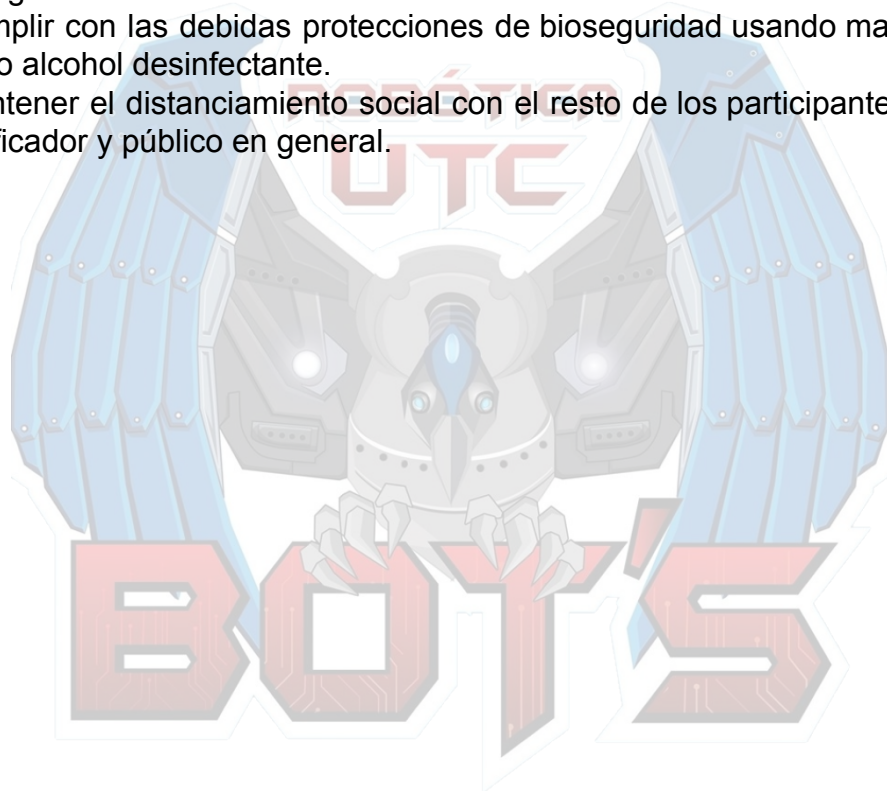 mplir con las debidas protecciones de bioseguridad usando ma
o alcohol desinfectante.
ntener el distanciamiento social con el resto de los participante
ficador y público en general.
ROBÓTICA
UTC
BOT'S